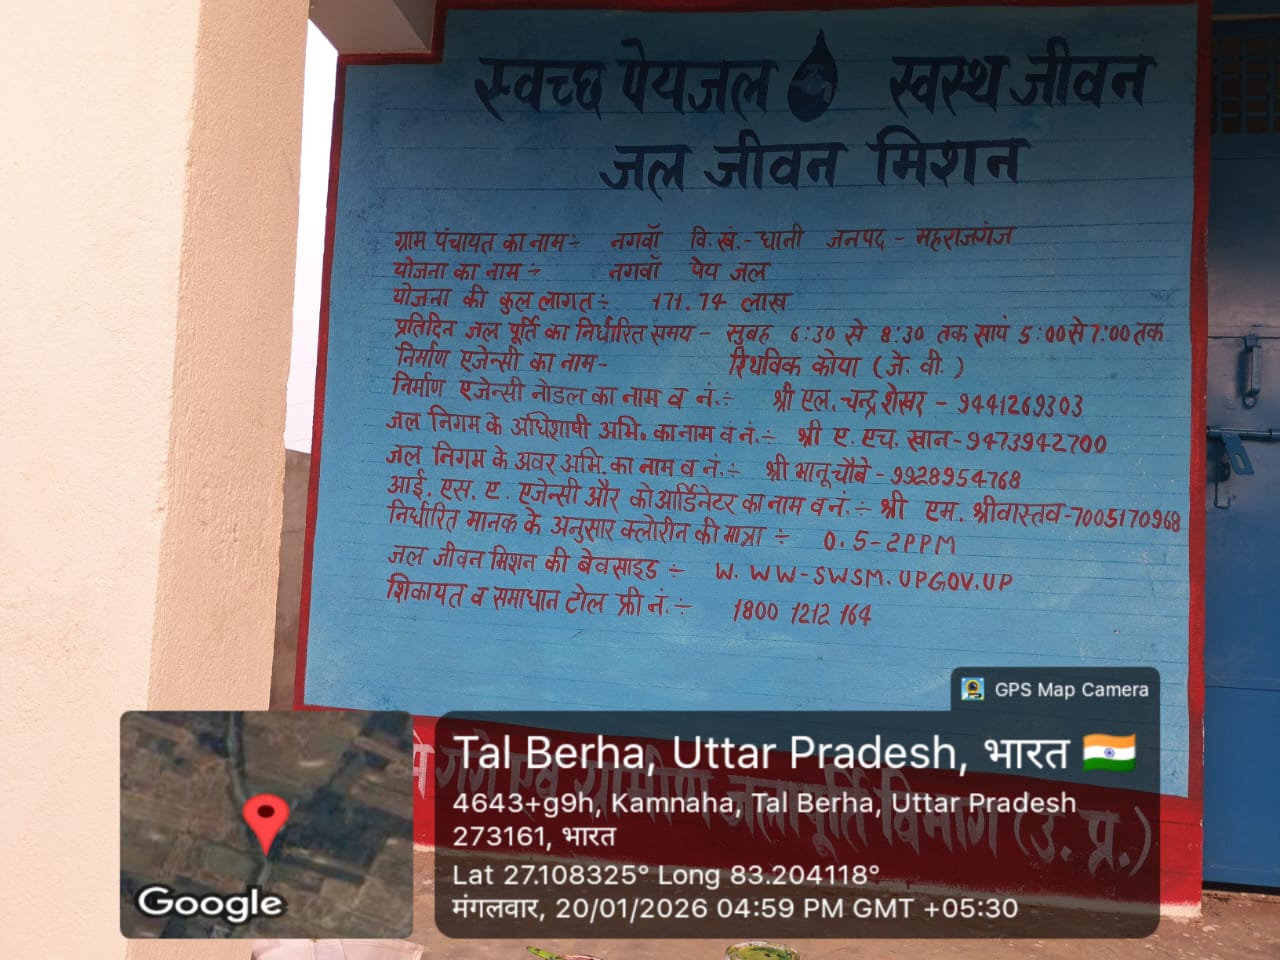 स्वच्छ पेयजल स्वस्थ जीवन
जल जीवन मिशन
ग्राम पंचायत का नाम ÷ नगवाँ वि.खं.- धानी जनपद - महराजगंज
योजना का नाम ÷ नगवाँ पेय जल
योजना की कुल लागत ÷ 171.74 लाख
प्रतिदिन जल पूर्ति का निर्धारित समय - सुबह 6:30 से 8:30 तक सायं 5:00 से 7:00 तक
निर्माण एजेन्सी का नाम - रिथविक कोया (जे. वी.)
निर्माण एजेन्सी नोडल का नाम व नं.÷ श्री एल. चन्द्र शेखर - 9441269303
जल निगम के अधिशाषी अभि. का नाम व नं.÷ श्री ए. एच. खान-9473942700
जल निगम के अवर अभि. का नाम व नं.÷ श्री भानू चौबे - 9928954768
आई. एस. ए. एजेन्सी और कोआर्डिनेटर का नाम व नं.÷ श्री एम. श्रीवास्तव-7005170968
निर्धारित मानक के अनुसार क्लोरीन की मात्रा ÷ 0.5-2PPM
जल जीवन मिशन की बेवसाइड ÷ W. WW-SWSM.UPGOV.UP
शिकायत व समाधान टोल फ्री नं.÷ 1800 1212 164
एवं ग्रामीण जलापूर्ति विभाग (उ.प्र.)
GPS Map Camera
Tal Berha, Uttar Pradesh, भारत
4643+g9h, Kamnaha, Tal Berha, Uttar Pradesh
273161, भारत
Lat 27.108325° Long 83.204118°
मंगलवार, 20/01/2026 04:59 PM GMT +05:30
Google